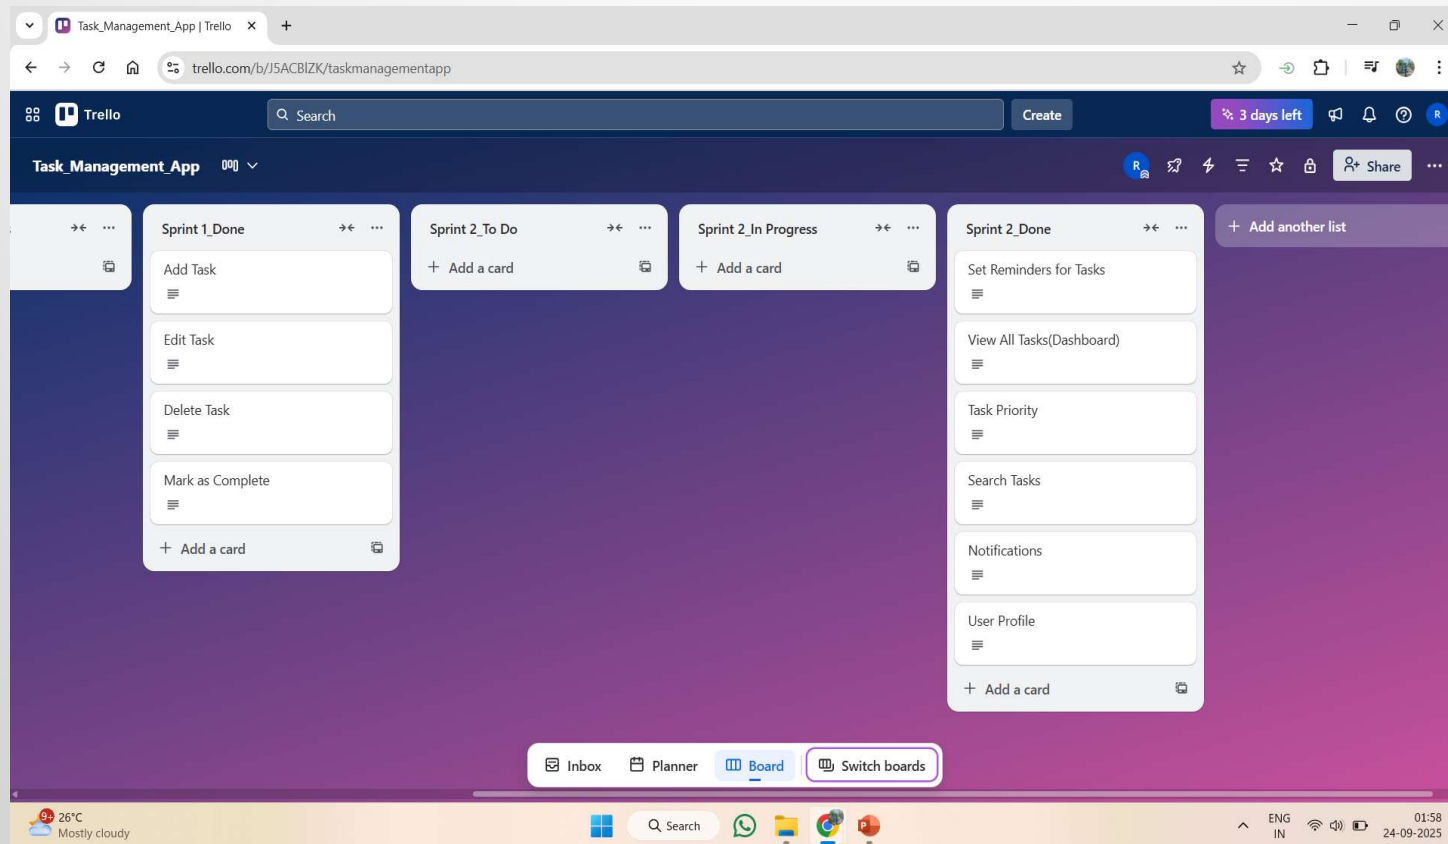 Task_Management_App | Trello
trello.com/b/J5ACBlZK/taskmanagementapp
Trello
Search
Create
3 days left
R
Task_Management_App
R
Share
Sprint 1_Done
Add Task
Edit Task
Delete Task
Mark as Complete
+ Add a card
Sprint 2_To Do
+ Add a card
Sprint 2_In Progress
+ Add a card
Sprint 2_Done
Set Reminders for Tasks
View All Tasks(Dashboard)
Task Priority
Search Tasks
Notifications
User Profile
+ Add a card
+ Add another list
Inbox
Planner
Board
Switch boards
9+
26°C
Mostly cloudy
Search
P
ENG
IN
01:58
24-09-2025